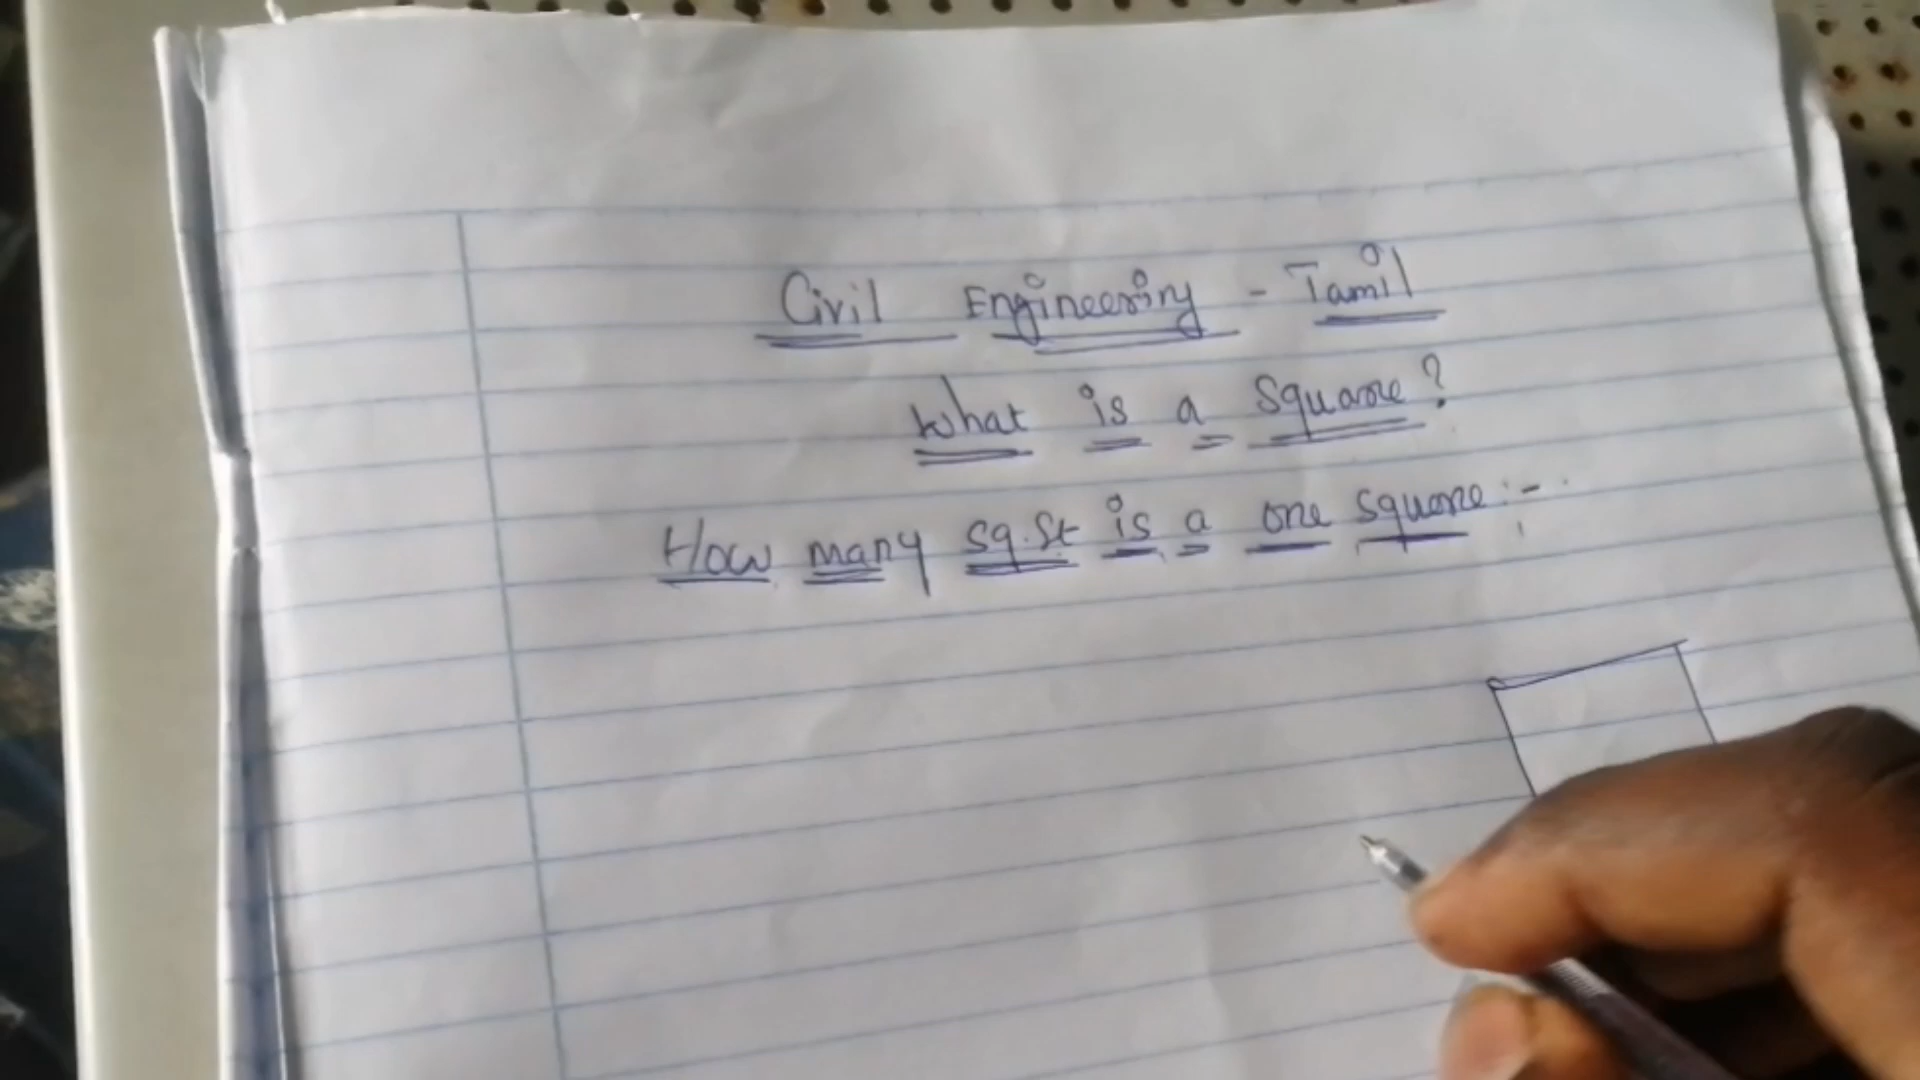 Civil Engineering - Tamil
What is a Square?
How many sq.ft is a one square :-